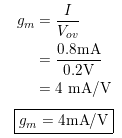 g_m = I / V_ov
= 0.8mA / 0.2V
= 4 mA/V
g_m = 4mA/V